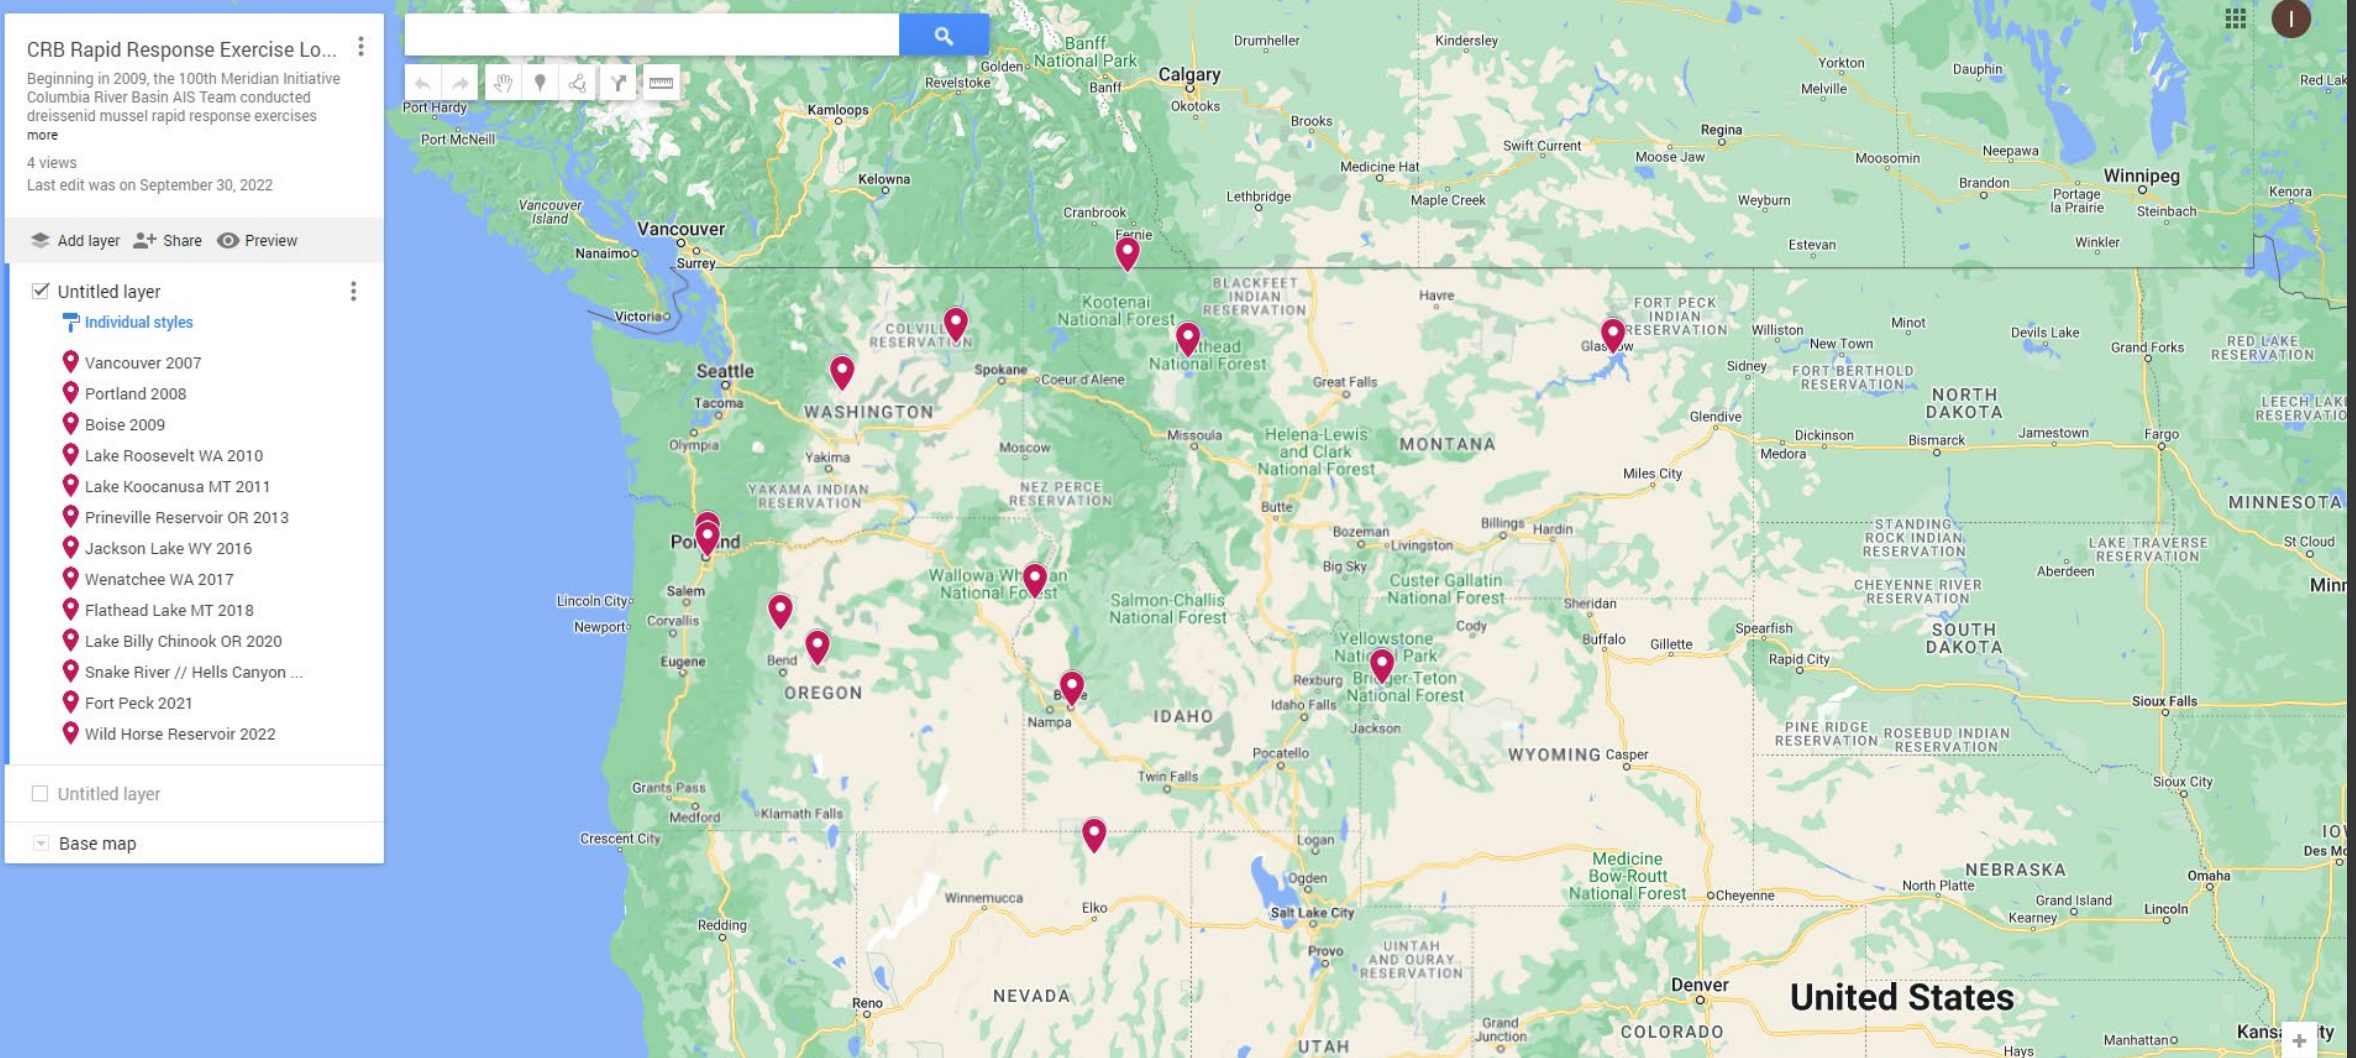 CRB Rapid Response Exercise Lo...
Beginning in 2009, the 100th Meridian Initiative
Columbia River Basin AIS Team conducted
dreissenid mussel rapid response exercises
more
4 views
Last edit was on September 30, 2022
Add layer Share Preview
Untitled layer
Individual styles
Vancouver 2007
Portland 2008
Boise 2009
Lake Roosevelt WA 2010
Lake Koocanusa MT 2011
Prineville Reservoir OR 2013
Jackson Lake WY 2016
Wenatchee WA 2017
Flathead Lake MT 2018
Lake Billy Chinook OR 2020
Snake River // Hells Canyon ...
Fort Peck 2021
Wild Horse Reservoir 2022
Untitled layer
Base map
I
Port Hardy
Port McNeill
Vancouver
Island
Nanaimo
Vancouver
Surrey
Victoria
Kamloops
Kelowna
Revelstoke
Golden
Banff
National Park
Banff
Calgary
Okotoks
Drumheller
Kindersley
Brooks
Medicine Hat
Lethbridge
Maple Creek
Swift Current
Moose Jaw
Regina
Weyburn
Estevan
Yorkton
Melville
Moosomin
Dauphin
Neepawa
Brandon
Portage
la Prairie
Winnipeg
Steinbach
Winkler
Kenora
Red Lak
Cranbrook
Fernie
Seattle
Tacoma
Olympia
WASHINGTON
Yakima
YAKAMA INDIAN
RESERVATION
RESERVATION
Spokane
Coeur d'Alene
Moscow
NEZ PERCE
RESERVATION
Kootenai
National Forest
BLACKFEET
INDIAN
RESERVATION
National Forest
Havre
Great Falls
Missoula
Helena-Lewis
and Clark
National Forest
MONTANA
FORT PECK
INDIAN
RESERVATION
Glendive
Sidney
Miles City
Butte
Bozeman
Livingston
Big Sky
Billings
Hardin
Custer Gallatin
National Forest
Williston
Minot
New Town
FORT BERTHOLD
RESERVATION
Devils Lake
Grand Forks
RED LAKE
RESERVATION
LEECH LAKE
RESERVATIO
NORTH
DAKOTA
Dickinson
Medora
Bismarck
Jamestown
Fargo
MINNESOTA
STANDING
ROCK INDIAN
RESERVATION
LAKE TRAVERSE
RESERVATION
St Cloud
Aberdeen
Minn
CHEYENNE RIVER
RESERVATION
SOUTH
DAKOTA
Salem
Lincoln City
Newport
Corvallis
Eugene
Bend
OREGON
National Forest
Salmon-Challis
National Forest
Nampa
IDAHO
Yellowstone
National Park
National Forest
Rexburg
Idaho Falls
Jackson
Pocatello
Twin Falls
Cody
Sheridan
Buffalo
Gillette
Spearfish
Rapid City
WYOMING
Casper
PINE RIDGE
RESERVATION
ROSEBUD INDIAN
RESERVATION
Sioux Falls
Sioux City
Grants Pass
Medford
Klamath Falls
Crescent City
Redding
Reno
Winnemucca
Elko
NEVADA
Logan
Ogden
Salt Lake City
Provo
UINTAH
AND OURAY
RESERVATION
UTAH
Medicine
Bow-Routt
National Forest
Cheyenne
NEBRASKA
North Platte
Grand Island
Kearney
Lincoln
Omaha
IO
Des Mo
Denver
COLORADO
Grand
Junction
United States
Manhattan
Hays